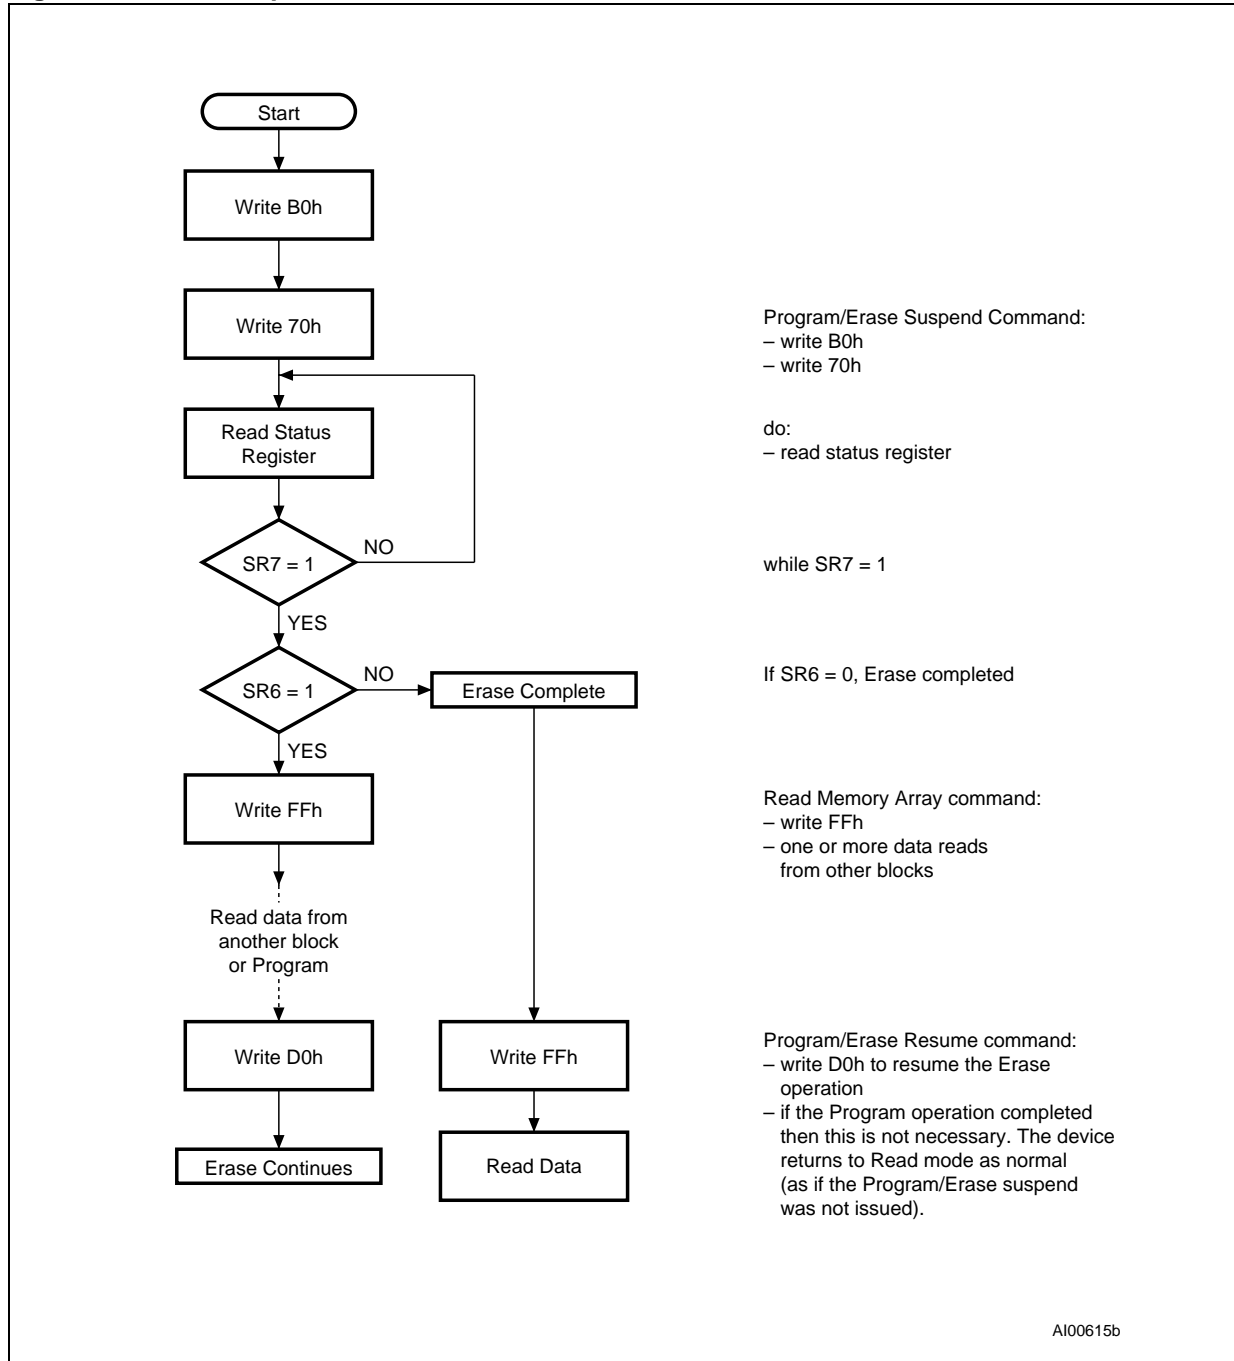 Start
Write B0h
Write 70h
Read Status
Register
SR7 = 1
NO
YES
SR6 = 1
NO
Erase Complete
YES
Write FFh
Read data from
another block
or Program
Write D0h
Write FFh
Erase Continues
Read Data
Program/Erase Suspend Command:
– write B0h
– write 70h
do:
– read status register
while SR7 = 1
If SR6 = 0, Erase completed
Read Memory Array command:
– write FFh
– one or more data reads
from other blocks
Program/Erase Resume command:
– write D0h to resume the Erase
operation
– if the Program operation completed
then this is not necessary. The device
returns to Read mode as normal
(as if the Program/Erase suspend
was not issued).
AI00615b